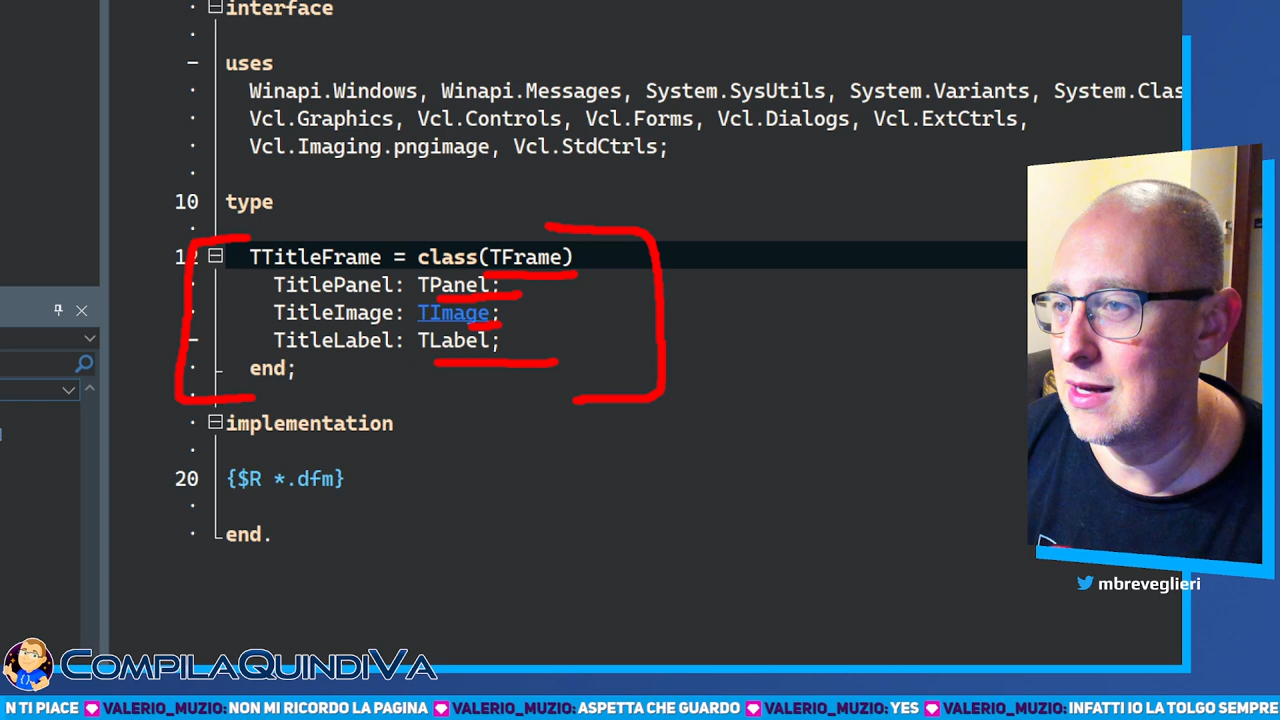 interface
uses
Winapi.Windows, Winapi.Messages, System.SysUtils, System.Variants, System.Clas
Vcl.Graphics, Vcl.Controls, Vcl.Forms, Vcl.Dialogs, Vcl.ExtCtrls,
Vcl.Imaging.pngimage, Vcl.StdCtrls;
10 type
12 TTitleFrame = class(TFrame)
TitlePanel: TPanel;
TitleImage: TImage;
TitleLabel: TLabel;
end;
implementation
20 {$R *.dfm}
end.
mbreveglieri
COMPILAQUINDIVA
N TI PIACE VALERIO_MUZIO: NON MI RICORDO LA PAGINA VALERIO_MUZIO: ASPETTA CHE GUARDO VALERIO_MUZIO: YES VALERIO_MUZIO: INFATTI IO LA TOLGO SEMPRE